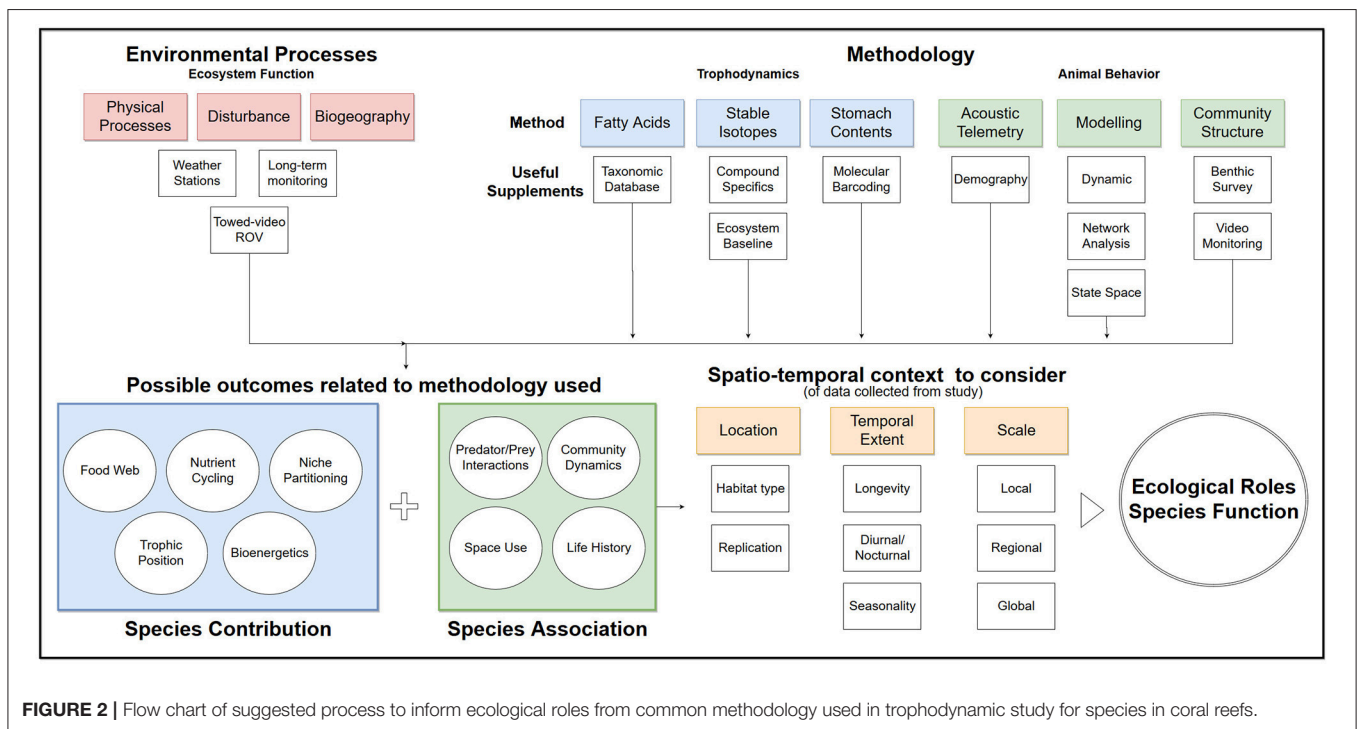 Environmental Processes
Ecosystem Function
Physical
Processes
Disturbance
Biogeography
Weather
Stations
Long-term
monitoring
Towed-video
ROV
Methodology
Trophodynamics
Animal Behavior
Method
Fatty Acids
Stable
Isotopes
Stomach
Contents
Acoustic
Telemetry
Modelling
Community
Structure
Useful
Supplements
Taxonomic
Database
Compound
Specifics
Ecosystem
Baseline
Molecular
Barcoding
Demography
Dynamic
Network
Analysis
State Space
Benthic
Survey
Video
Monitoring
Possible outcomes related to methodology used
Food Web
Nutrient
Cycling
Niche
Partitioning
Trophic
Position
Bioenergetics
Species Contribution
Predator/Prey
Interactions
Community
Dynamics
Space Use
Life History
Species Association
Spatio-temporal context to consider
(of data collected from study)
Location
Temporal
Extent
Scale
Habitat type
Replication
Longevity
Diurnal/
Nocturnal
Seasonality
Local
Regional
Global
Ecological Roles
Species Function
FIGURE 2 | Flow chart of suggested process to inform ecological roles from common methodology used in trophodynamic study for species in coral reefs.